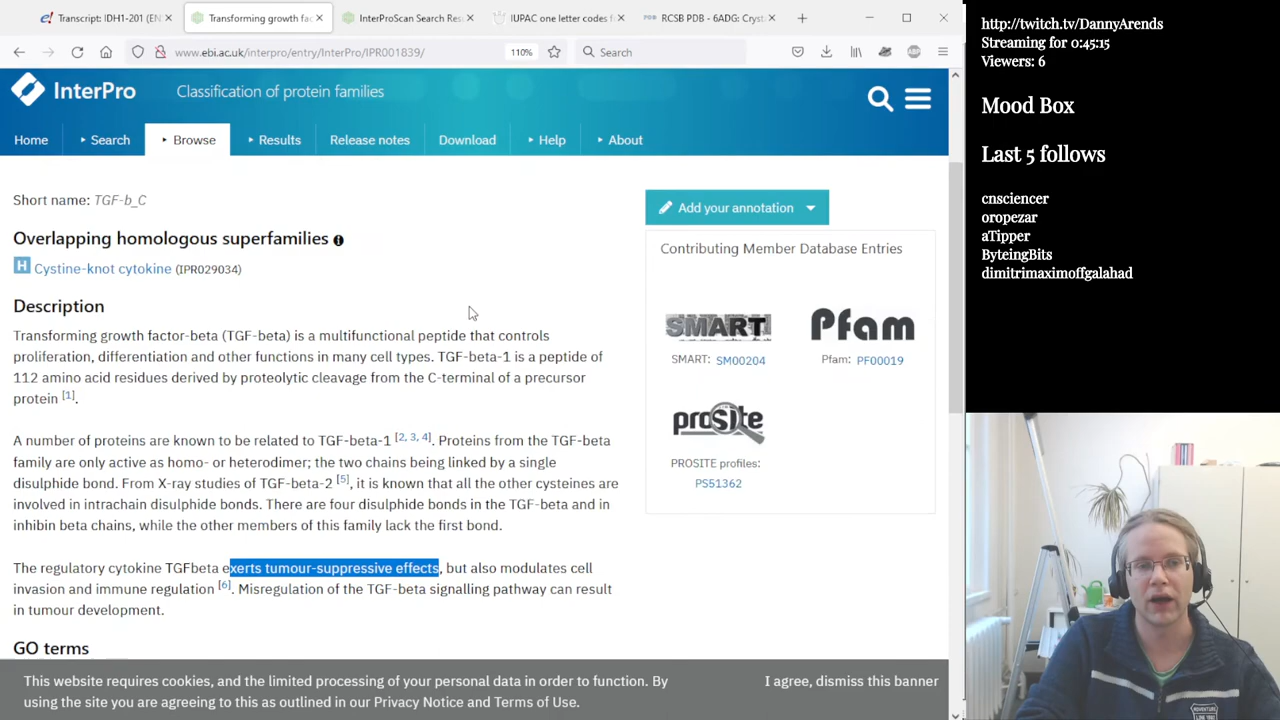 Transcript: IDH1-201 (EN
Transforming growth fa
InterProScan Search Res
IUPAC one letter codes f
RCSB PDB - 6ADG: Cryst
www.ebi.ac.uk/interpro/entry/InterPro/IPR001839/
110%
Search
InterPro
Classification of protein families
Home
Search
Browse
Results
Release notes
Download
Help
About
Short name: TGF-b_C
Add your annotation
Overlapping homologous superfamilies
H Cystine-knot cytokine (IPR029034)
Description
Transforming growth factor-beta (TGF-beta) is a multifunctional peptide that controls
proliferation, differentiation and other functions in many cell types. TGF-beta-1 is a peptide of
112 amino acid residues derived by proteolytic cleavage from the C-terminal of a precursor
protein [1].
A number of proteins are known to be related to TGF-beta-1 [2, 3, 4]. Proteins from the TGF-beta
family are only active as homo- or heterodimer; the two chains being linked by a single
disulphide bond. From X-ray studies of TGF-beta-2 [5], it is known that all the other cysteines are
involved in intrachain disulphide bonds. There are four disulphide bonds in the TGF-beta and in
inhibin beta chains, while the other members of this family lack the first bond.
The regulatory cytokine TGFbeta exerts tumour-suppressive effects, but also modulates cell
invasion and immune regulation [6]. Misregulation of the TGF-beta signalling pathway can result
in tumour development.
GO terms
Contributing Member Database Entries
SMART
SMART: SM00204
Pfam
Pfam: PF00019
prosite
PROSITE profiles:
PS51362
This website requires cookies, and the limited processing of your personal data in order to function. By
using the site you are agreeing to this as outlined in our Privacy Notice and Terms of Use.
I agree, dismiss this banner
http://twitch.tv/DannyArends
Streaming for 0:45:15
Viewers: 6
Mood Box
Last 5 follows
cnsciencer
oropezar
aTipper
ByteingBits
dimitrimaximoffgalahad